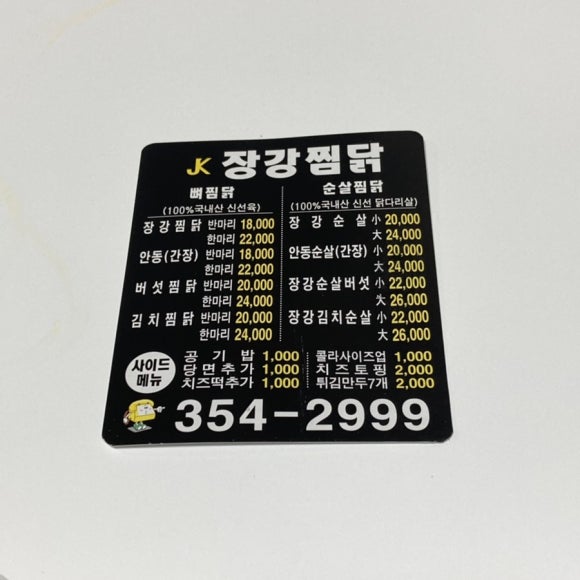 JK 장강찜닭
뼈찜닭
(100%국내산 신선육)
장강찜닭 반마리 18,000
한마리 22,000
안동(간장) 반마리 18,000
한마리 22,000
버섯찜닭 반마리 20,000
한마리 24,000
김치찜닭 반마리 20,000
한마리 24,000
순살찜닭
(100%국내산 신선 닭다리살)
장강순살 小 20,000
大 24,000
안동순살(간장) 小 20,000
大 24,000
장강순살버섯 小 22,000
大 26,000
장강김치순살 小 22,000
大 26,000
사이드
메뉴
공기밥 1,000
당면추가 1,000
치즈떡추가 1,000
콜라사이즈업 1,000
치즈토핑 2,000
튀김만두7개 2,000
354-2999